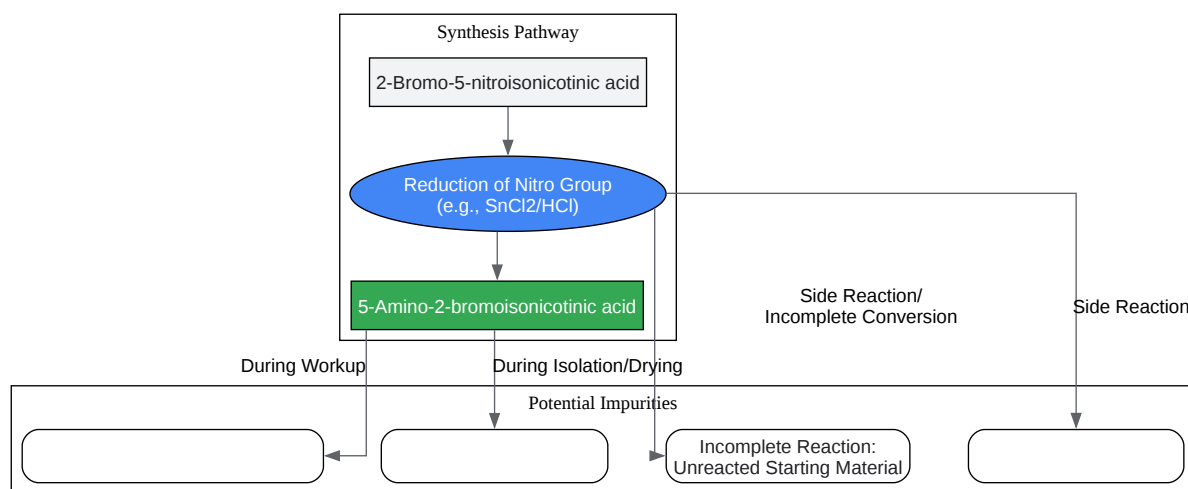 Synthesis Pathway
2-Bromo-5-nitroisonicotinic acid
Reduction of Nitro Group
(e.g., SnCl2/HCl)
5-Amino-2-bromoisonicotinic acid
Side Reaction/
Incomplete Conversion
Side Reaction
During Workup
During Isolation/Drying
Potential Impurities
Incomplete Reaction:
Unreacted Starting Material